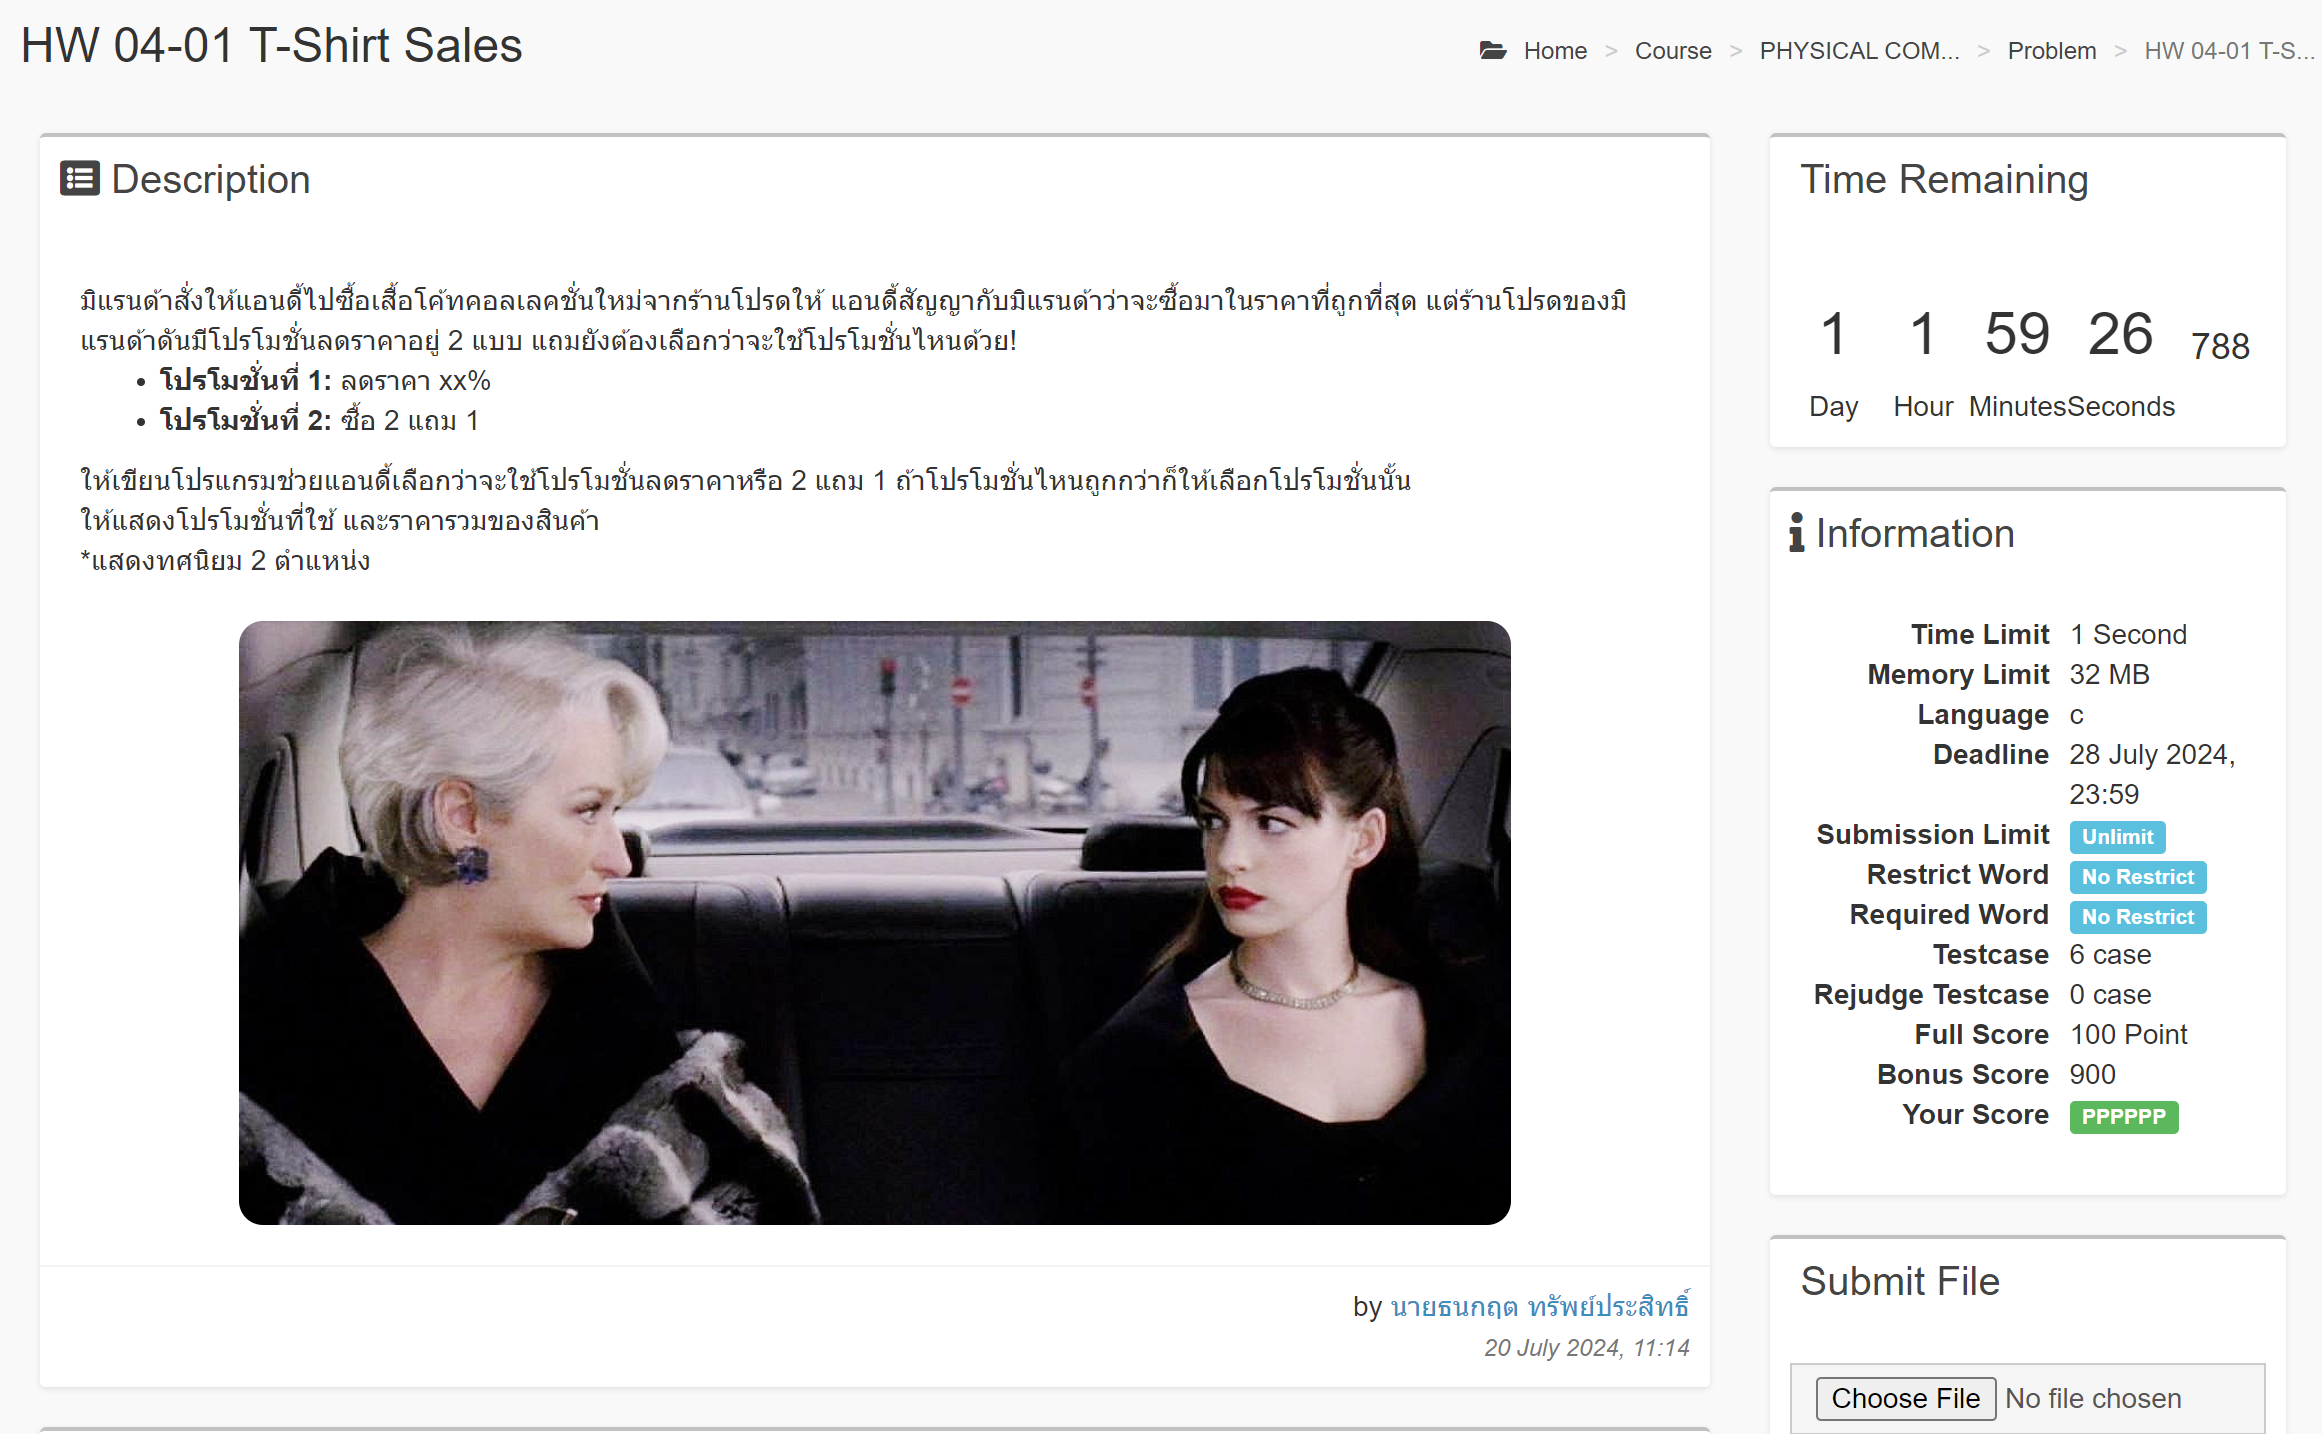 HW 04-01 T-Shirt Sales
Home > Course > PHYSICAL COM... > Problem > HW 04-01 T-S...
Description
มิแรนด้าสั่งให้แอนดี้ไปซื้อเสื้อโค้ทคอลเลคชั่นใหม่จากร้านโปรดให้ แอนดี้สัญญากับมิแรนด้าว่าจะซื้อมาในราคาที่ถูกที่สุด แต่ร้านโปรดของมิ
แรนด้าดันมีโปรโมชั่นลดราคาอยู่ 2 แบบ แถมยังต้องเลือกว่าจะใช้โปรโมชั่นไหนด้วย!
• โปรโมชั่นที่ 1: ลดราคา xx%
• โปรโมชั่นที่ 2: ซื้อ 2 แถม 1
ให้เขียนโปรแกรมช่วยแอนดี้เลือกว่าจะใช้โปรโมชั่นลดราคาหรือ 2 แถม 1 ถ้าโปรโมชั่นไหนถูกกว่าก็ให้เลือกโปรโมชั่นนั้น
ให้แสดงโปรโมชั่นที่ใช้ และราคารวมของสินค้า
*แสดงทศนิยม 2 ตำแหน่ง
by นายธนกฤต ทรัพย์ประสิทธิ์
20 July 2024, 11:14
Time Remaining
1 1 59 26 788
Day Hour Minutes Seconds
Information
Time Limit 1 Second
Memory Limit 32 MB
Language c
Deadline 28 July 2024,
23:59
Submission Limit Unlimit
Restrict Word No Restrict
Required Word No Restrict
Testcase 6 case
Rejudge Testcase 0 case
Full Score 100 Point
Bonus Score 900
Your Score PPPPPP
Submit File
Choose File No file chosen